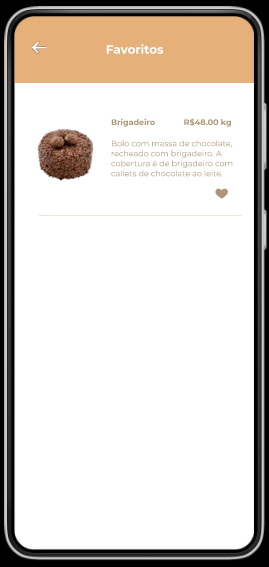 Favoritos
Brigadeiro R$48.00 kg
Bolo com massa de chocolate,
recheado com brigadeiro. A
cobertura é de brigadeiro com
callets de chocolate ao leite.